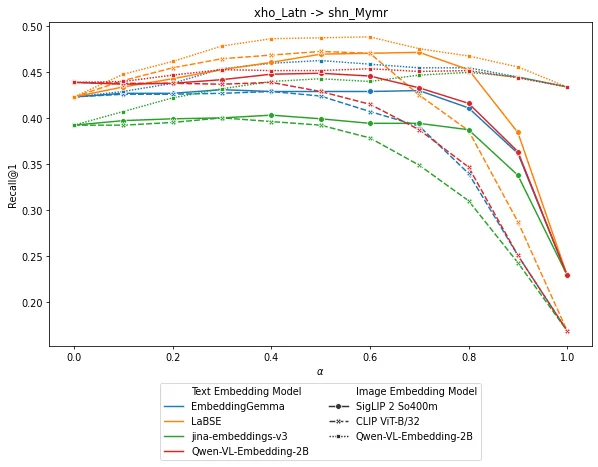 xho_Latn -> shn_Mymr
Recall@1
0.50
0.45
0.40
0.35
0.30
0.25
0.20
0.0 0.2 0.4 0.6 0.8 1.0
α
Text Embedding Model Image Embedding Model
EmbeddingGemma SigLIP 2 So400m
LaBSE CLIP ViT-B/32
jina-embeddings-v3 Qwen-VL-Embedding-2B
Qwen-VL-Embedding-2B